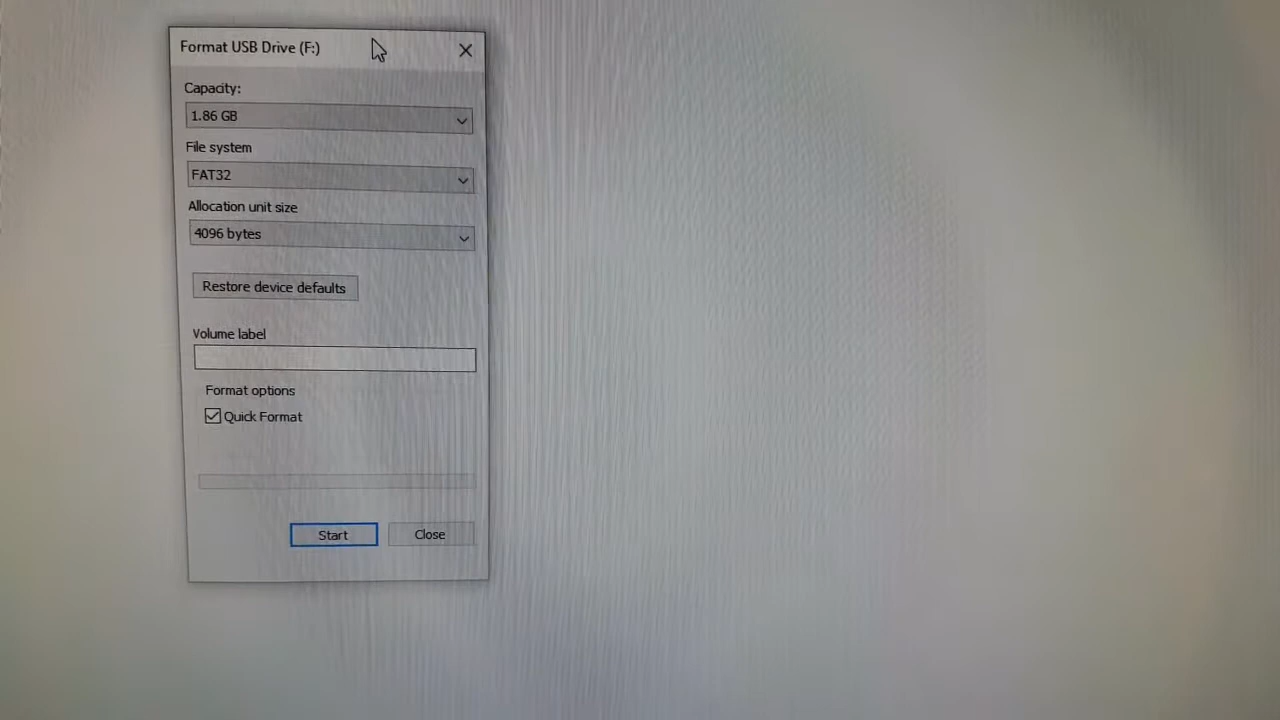 Format USB Drive (F:)
Capacity:
1.86 GB
File system
FAT32
Allocation unit size
4096 bytes
Restore device defaults
Volume label
Format options
Quick Format
Start
Close